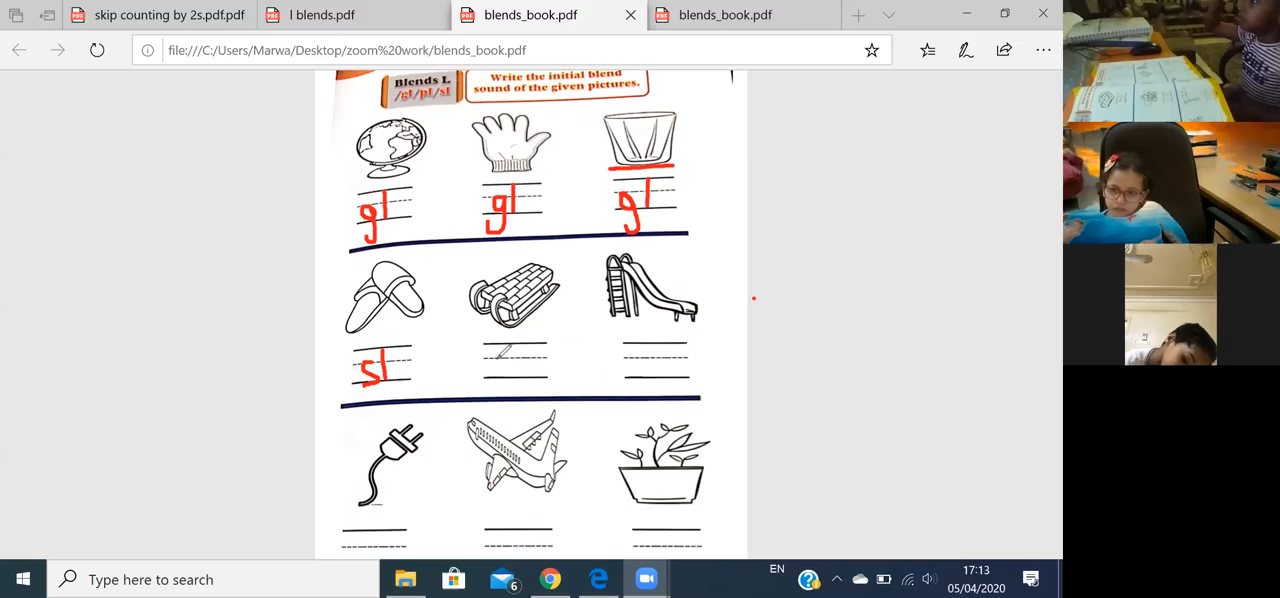 skip counting by 2s.pdf.pdf
l blends.pdf
blends_book.pdf
blends_book.pdf
file:///C:/Users/Marwa/Desktop/zoom%20work/blends_book.pdf
Blends L
/gl/pl/sl
Write the initial blend
sound of the given pictures.
gl
gl
gl
sl
Type here to search
6
EN
17:13
05/04/2020